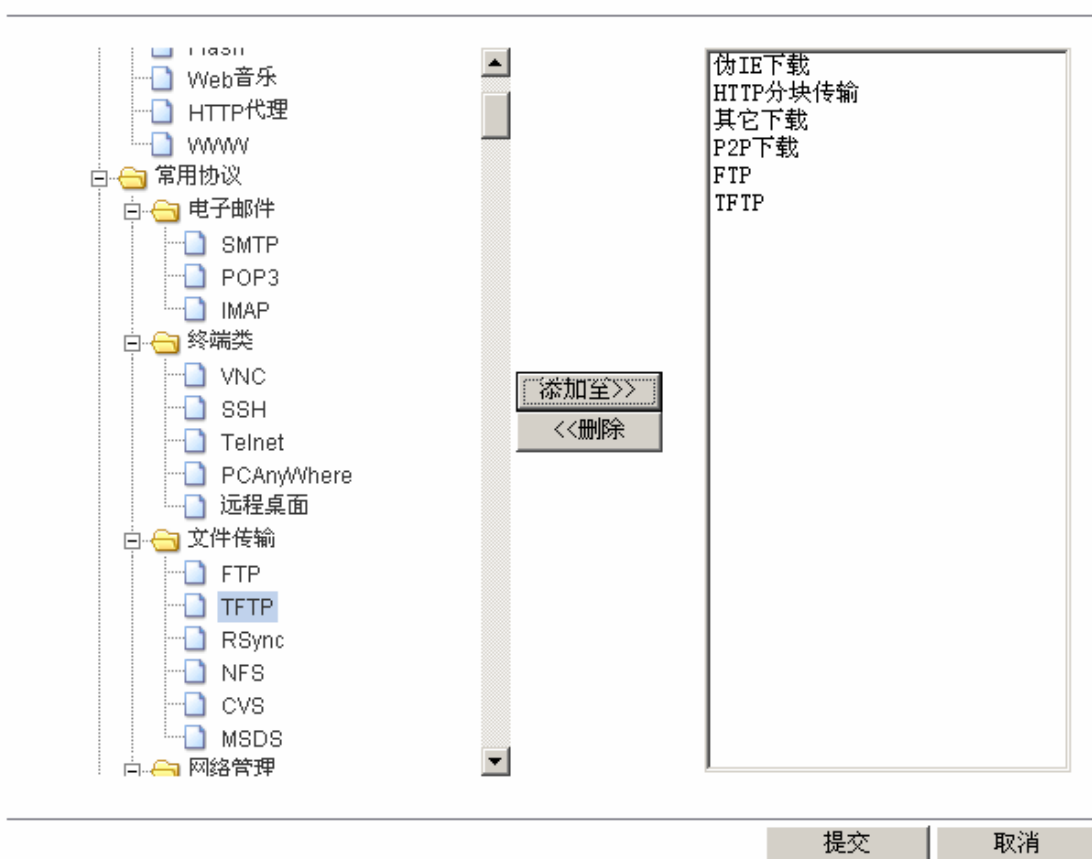 Flash
Web音乐
HTTP代理
WWW
常用协议
电子邮件
SMTP
POP3
IMAP
终端类
VNC
SSH
Telnet
PCAnyWhere
远程桌面
文件传输
FTP
TFTP
RSync
NFS
CVS
MSDS
网络管理
添加至>>
<<删除
伪IE下载
HTTP分块传输
其它下载
P2P下载
FTP
TFTP
提交
取消